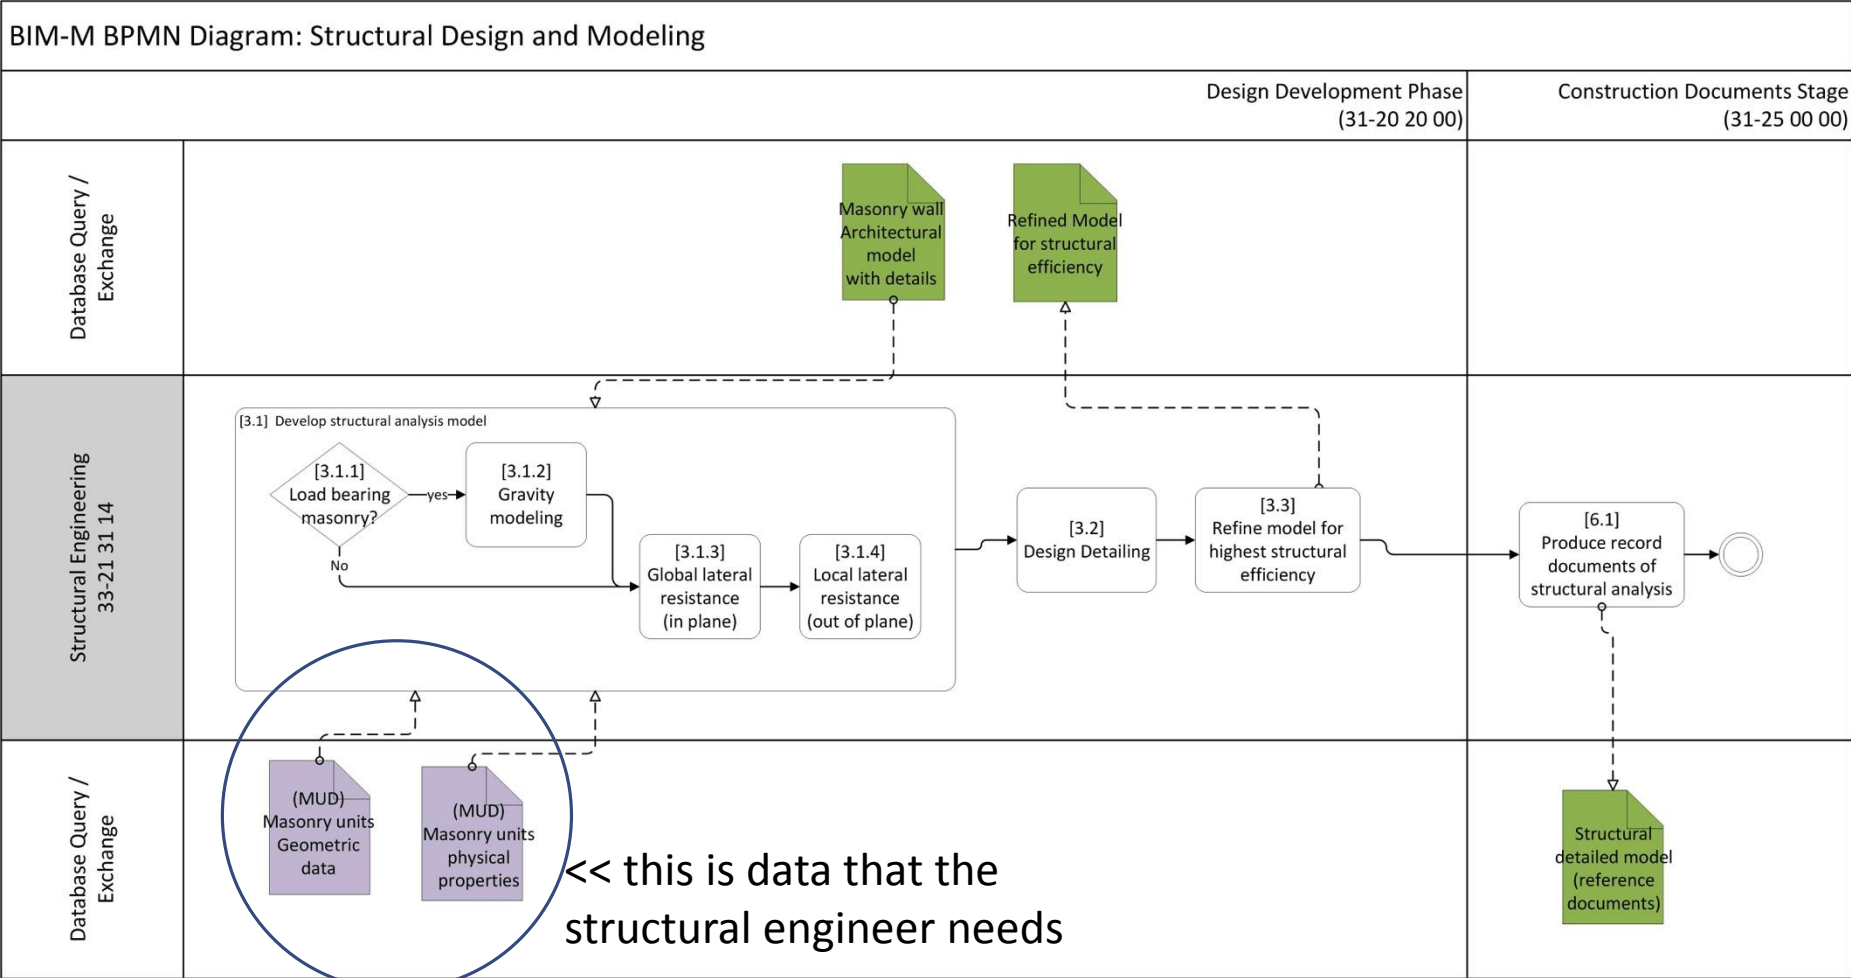 BIM-M BPMN Diagram: Structural Design and Modeling
Design Development Phase
(31-20 20 00)
Construction Documents Stage
(31-25 00 00)
Database Query /
Exchange
Masonry wall
Architectural
model
with details
Refined Model
for structural
efficiency
Structural Engineering
33-21 31 14
[3.1] Develop structural analysis model
[3.1.1]
Load bearing
masonry?
yes
No
[3.1.2]
Gravity
modeling
[3.1.3]
Global lateral
resistance
(in plane)
[3.1.4]
Local lateral
resistance
(out of plane)
[3.2]
Design Detailing
[3.3]
Refine model for
highest structural
efficiency
[6.1]
Produce record
documents of
structural analysis
Database Query /
Exchange
(MUD)
Masonry units
Geometric
data
(MUD)
Masonry units
physical
properties
<< this is data that the
structural engineer needs
Structural
detailed model
(reference
documents)